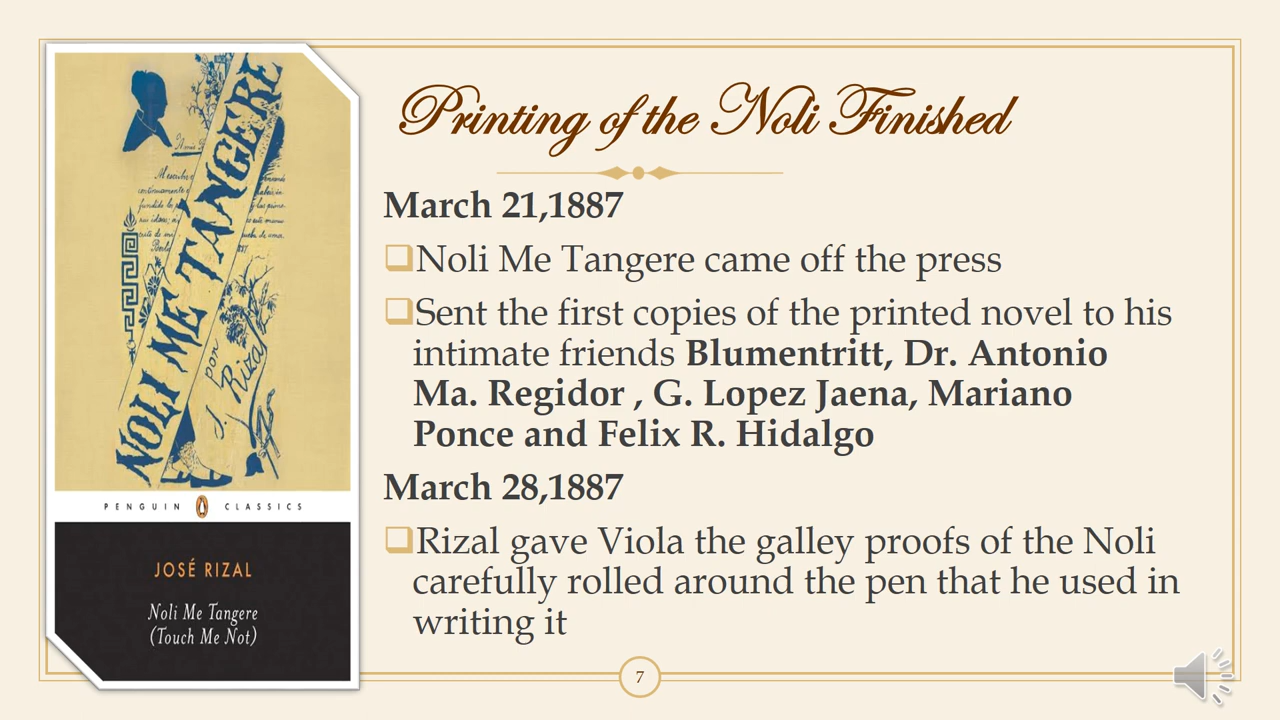 Printing of the Noli Finished
March 21,1887
Noli Me Tangere came off the press
Sent the first copies of the printed novel to his
intimate friends Blumentritt, Dr. Antonio
Ma. Regidor , G. Lopez Jaena, Mariano
Ponce and Felix R. Hidalgo
March 28,1887
Rizal gave Viola the galley proofs of the Noli
carefully rolled around the pen that he used in
writing it
7
NOLI ME TÁNGERE
por
J. Rizal
PENGUIN CLASSICS
JOSÉ RIZAL
Noli Me Tangere
(Touch Me Not)